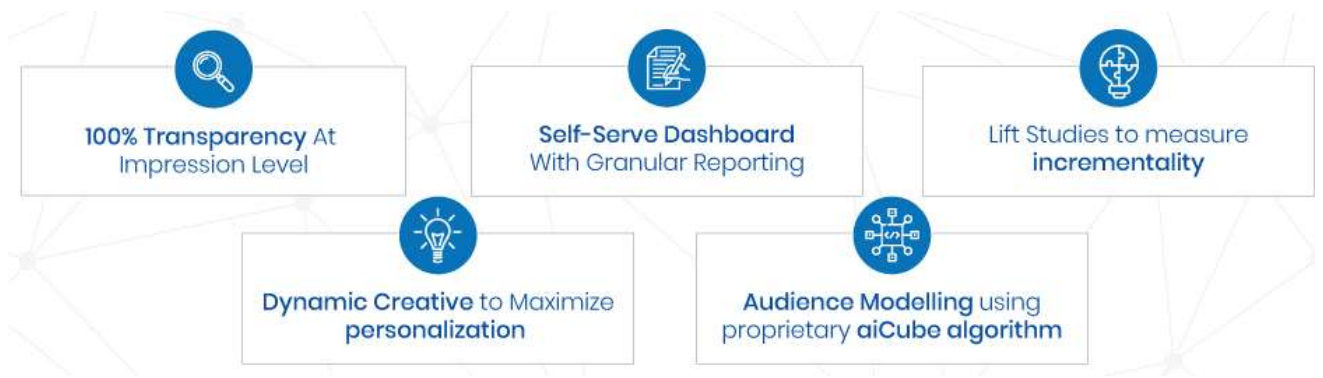 100% Transparency At
Impression Level
Self-Serve Dashboard
With Granular Reporting
Lift Studies to measure
incrementality
Dynamic Creative to Maximize
personalization
Audience Modelling using
proprietary aiCube algorithm